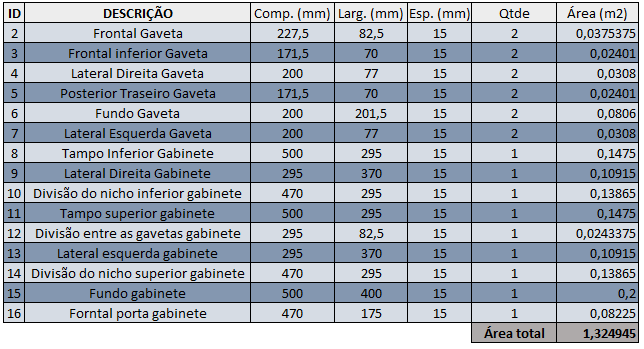 ID DESCRIÇÃO Comp. (mm) Larg. (mm) Esp. (mm) Qtde Área (m2)
2 Frontal Gaveta 227,5 82,5 15 2 0,0375375
3 Frontal inferior Gaveta 171,5 70 15 2 0,02401
4 Lateral Direita Gaveta 200 77 15 2 0,0308
5 Posterior Traseiro Gaveta 171,5 70 15 2 0,02401
6 Fundo Gaveta 200 201,5 15 2 0,0806
7 Lateral Esquerda Gaveta 200 77 15 2 0,0308
8 Tampo Inferior Gabinete 500 295 15 1 0,1475
9 Lateral Direita Gabinete 295 370 15 1 0,10915
10 Divisão do nicho inferior gabinete 470 295 15 1 0,13865
11 Tampo superior gabinete 500 295 15 1 0,1475
12 Divisão entre as gavetas gabinete 295 82,5 15 1 0,0243375
13 Lateral esquerda gabinete 295 370 15 1 0,10915
14 Divisão do nicho superior gabinete 470 295 15 1 0,13865
15 Fundo gabinete 500 400 15 1 0,2
16 Forntal porta gabinete 470 175 15 1 0,08225
Área total 1,324945